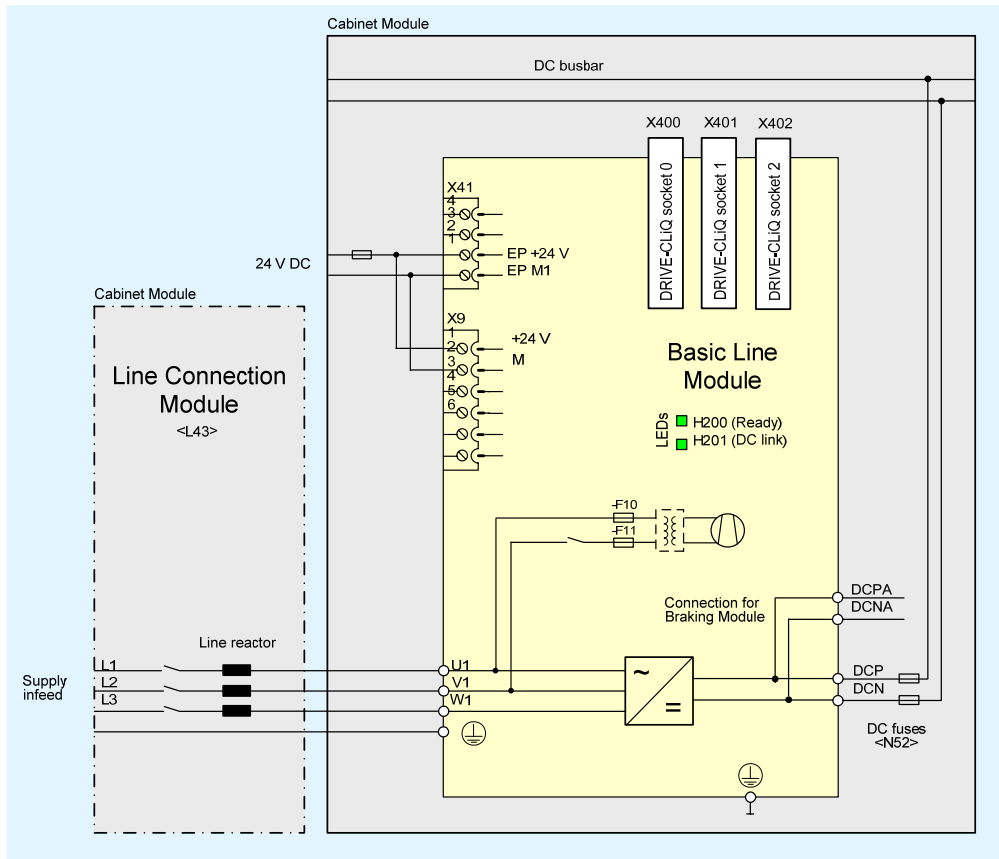 Cabinet Module
DC busbar
X400 X401 X402
DRIVE-CLiQ socket 0
DRIVE-CLiQ socket 1
DRIVE-CLiQ socket 2
X41
4
3
2
1
EP +24 V
EP M1
24 V DC
Cabinet Module
Line Connection
Module
<L43>
X9
1
2
3
4
5
6
+24 V
M
Basic Line
Module
LEDs
H200 (Ready)
H201 (DC link)
-F10
-F11
Connection for
Braking Module
DCPA
DCNA
Line reactor
Supply
infeed
L1
L2
L3
U1
V1
W1
~
=
DCP
DCN
DC fuses
<N52>